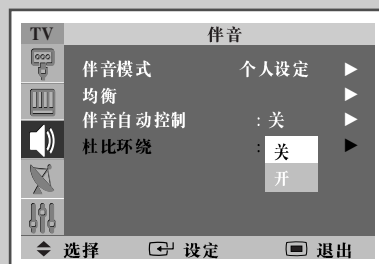 TV 伴音
伴音模式 个人设定 ▶
均衡 ▶
伴音自动控制 : 关 ▶
杜比环绕 : 关 ▶
开
选择 设定 退出